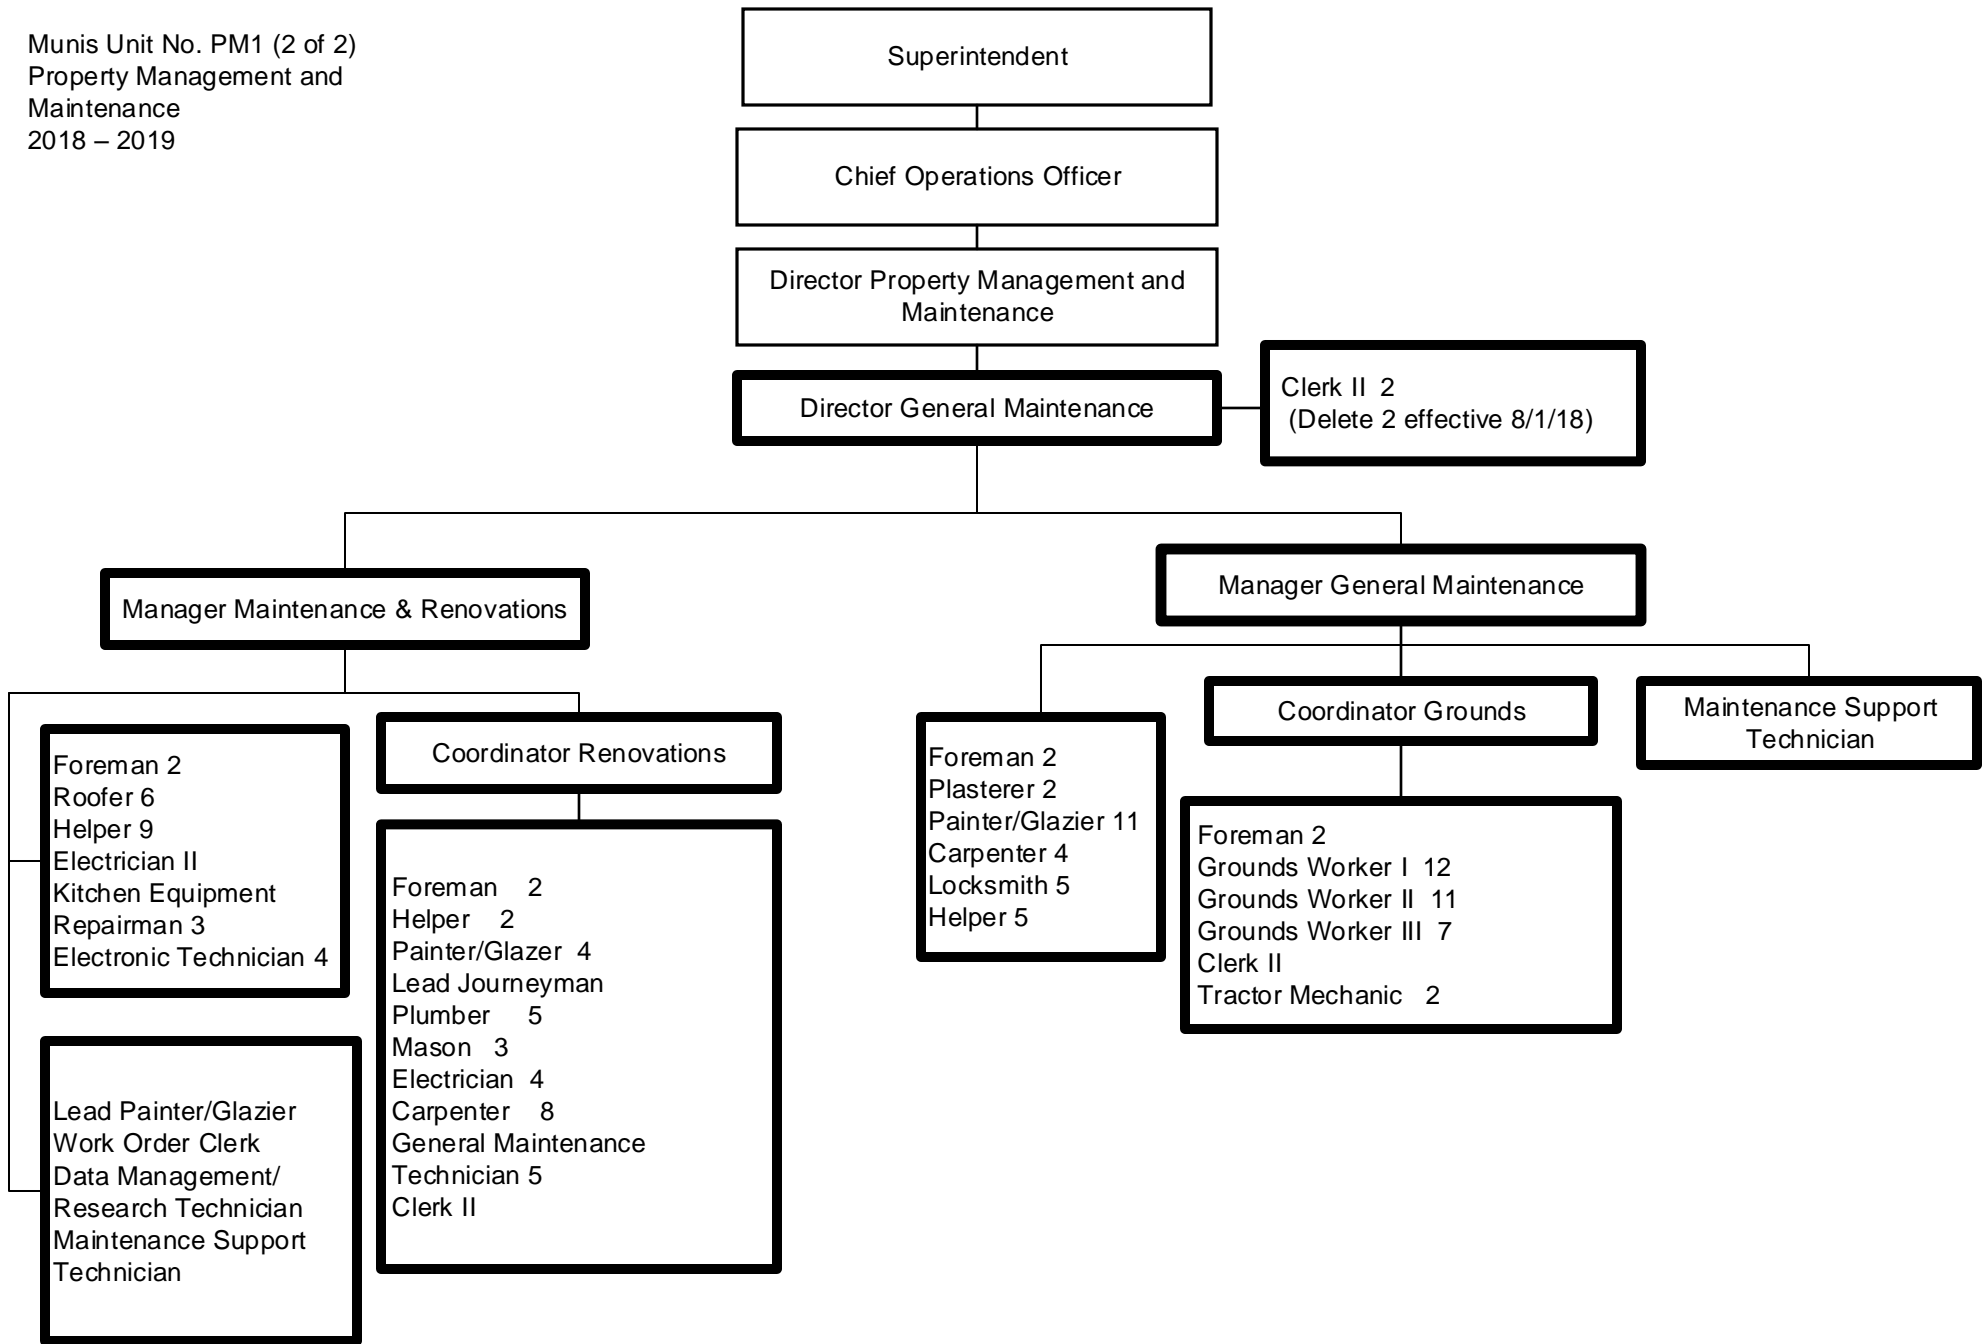 Munis Unit No. PM1 (2 of 2)
Property Management and
Maintenance
2018 – 2019
Superintendent
Chief Operations Officer
Director Property Management and
Maintenance
Director General Maintenance
Clerk II 2
(Delete 2 effective 8/1/18)
Manager Maintenance & Renovations
Manager General Maintenance
Foreman 2
Roofer 6
Helper 9
Electrician II
Kitchen Equipment
Repairman 3
Electronic Technician 4
Lead Painter/Glazier
Work Order Clerk
Data Management/
Research Technician
Maintenance Support
Technician
Coordinator Renovations
Foreman 2
Helper 2
Painter/Glazer 4
Lead Journeyman
Plumber 5
Mason 3
Electrician 4
Carpenter 8
General Maintenance
Technician 5
Clerk II
Foreman 2
Plasterer 2
Painter/Glazier 11
Carpenter 4
Locksmith 5
Helper 5
Coordinator Grounds
Foreman 2
Grounds Worker I 12
Grounds Worker II 11
Grounds Worker III 7
Clerk II
Tractor Mechanic 2
Maintenance Support
Technician